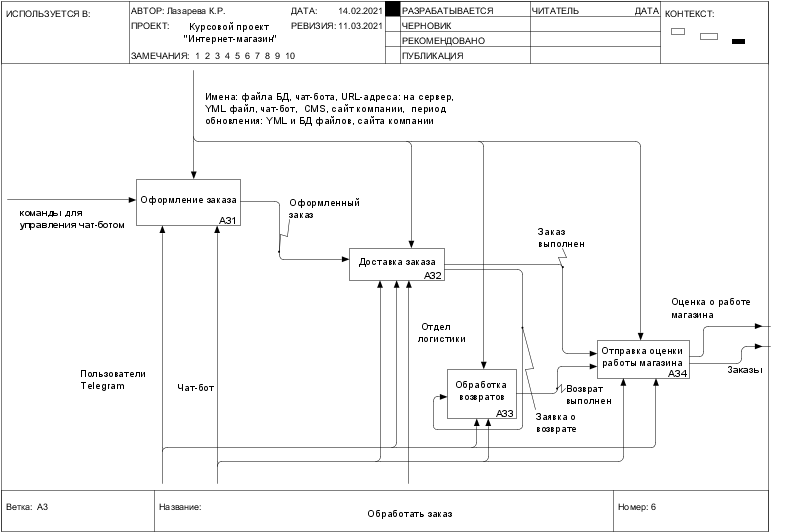 ИСПОЛЬЗУЕТСЯ В:
АВТОР: Лазарева К.Р.
ДАТА: 14.02.2021
РАЗРАБАТЫВАЕТСЯ
ЧИТАТЕЛЬ
ДАТА
КОНТЕКСТ:
ПРОЕКТ: Курсовой проект
"Интернет-магазин"
РЕВИЗИЯ: 11.03.2021
ЧЕРНОВИК
РЕКОМЕНДОВАНО
ЗАМЕЧАНИЯ: 1 2 3 4 5 6 7 8 9 10
ПУБЛИКАЦИЯ
Имена: файла БД, чат-бота, URL-адреса: на сервер,
YML файл, чат-бот, CMS, сайт компании, период
обновления: YML и БД файлов, сайта компании
Оформление заказа
А31
команды для
управления чат-ботом
Оформленный
заказ
Доставка заказа
А32
Заказ
выполнен
Оценка о работе
магазина
Отдел
логистики
Отправка оценки
работы магазина
А34
Заказы
Пользователи
Telegram
Чат-бот
Обработка
возвратов
А33
Возврат
выполнен
Заявка о
возврате
Ветка: А3
Название:
Обработать заказ
Номер: 6